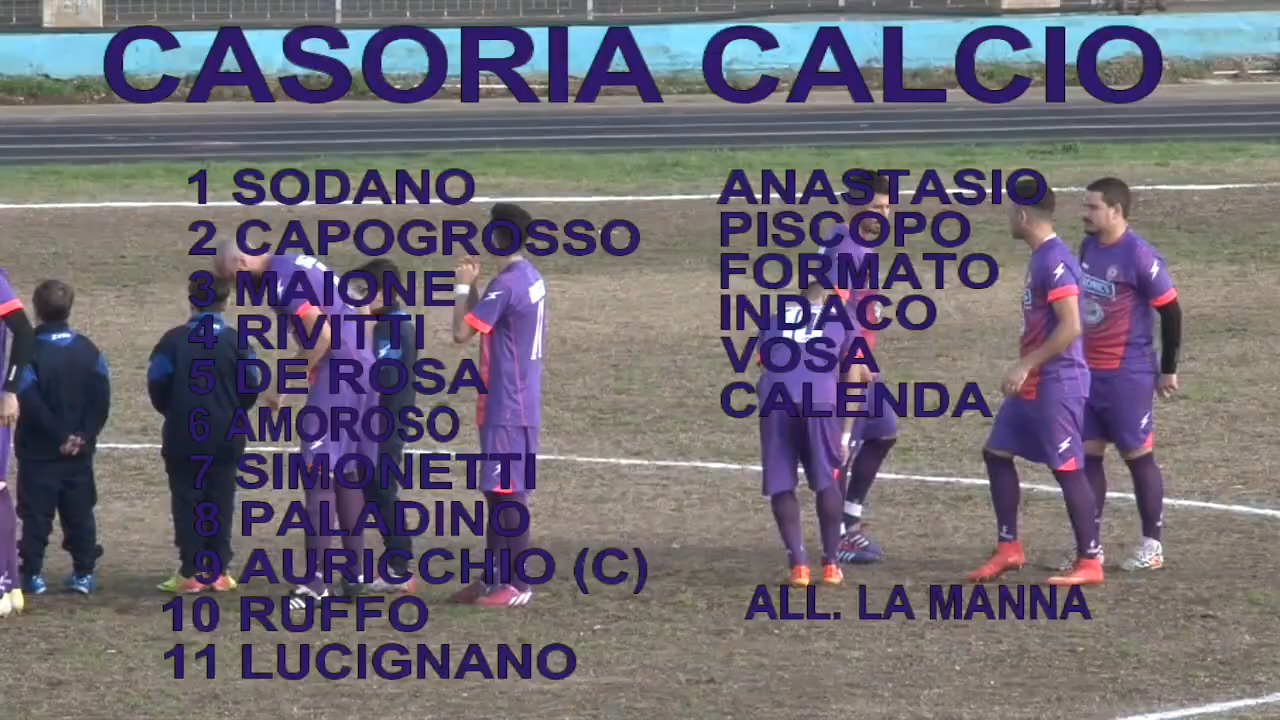 CASORIA CALCIO
1 SODANO
2 CAPOGROSSO
3 MAIONE
4 RIVITTI
5 DE ROSA
6 AMOROSO
7 SIMONETTI
8 PALADINO
9 AURICCHIO (C)
10 RUFFO
11 LUCIGNANO
ANASTASIO
PISCOPO
FORMATO
INDACO
VOSA
CALENDA
ALL. LA MANNA